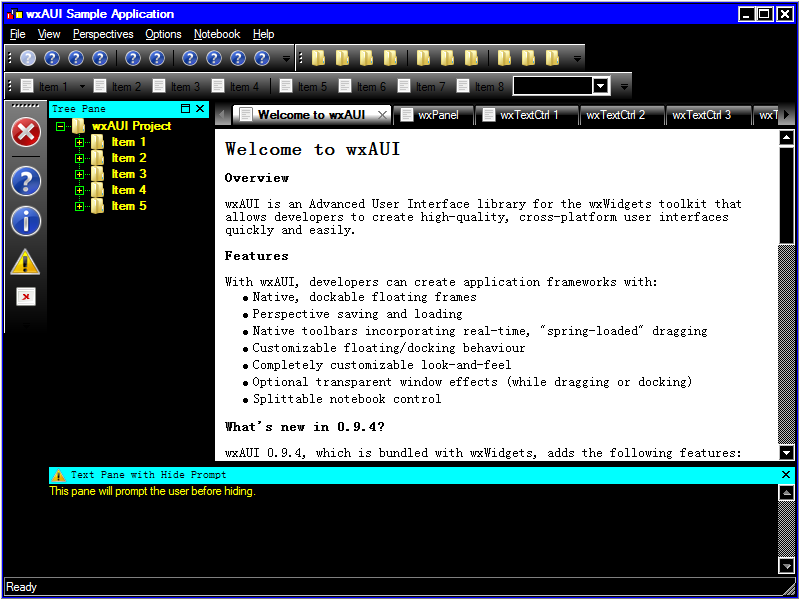 wxAUI Sample Application
File View Perspectives Options Notebook Help
Item 1 Item 2 Item 3 Item 4 Item 5 Item 6 Item 7 Item 8
Tree Pane
wxAUI Project
Item 1
Item 2
Item 3
Item 4
Item 5
Welcome to wxAUI wxPanel wxTextCtrl 1 wxTextCtrl 2 wxTextCtrl 3 wxT
Welcome to wxAUI
Overview
wxAUI is an Advanced User Interface library for the wxWidgets toolkit that
allows developers to create high-quality, cross-platform user interfaces
quickly and easily.
Features
With wxAUI, developers can create application frameworks with:
Native, dockable floating frames
Perspective saving and loading
Native toolbars incorporating real-time, "spring-loaded" dragging
Customizable floating/docking behaviour
Completely customizable look-and-feel
Optional transparent window effects (while dragging or docking)
Splittable notebook control
What's new in 0.9.4?
wxAUI 0.9.4, which is bundled with wxWidgets, adds the following features:
Text Pane with Hide Prompt
This pane will prompt the user before hiding.
Ready